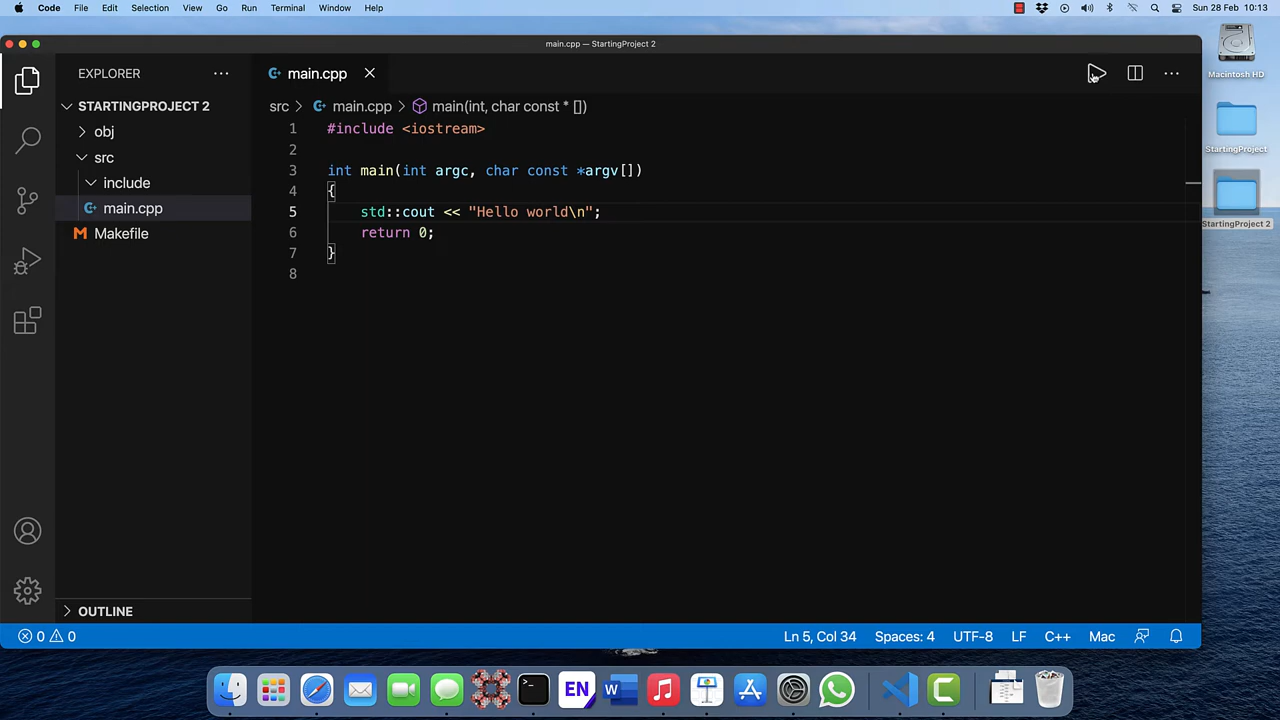 Code File Edit Selection View Go Run Terminal Window Help Sun 28 Feb 10:13
main.cpp — StartingProject 2
EXPLORER
STARTINGPROJECT 2
obj
src
include
main.cpp
Makefile
OUTLINE
main.cpp
src > main.cpp > main(int, char const * [])
1 #include <iostream>
2
3 int main(int argc, char const *argv[])
4 {
5 std::cout << "Hello world\n";
6 return 0;
7 }
8
0 0 Ln 5, Col 34 Spaces: 4 UTF-8 LF C++ Mac
Macintosh HD
StartingProject
StartingProject 2
>_
EN
W